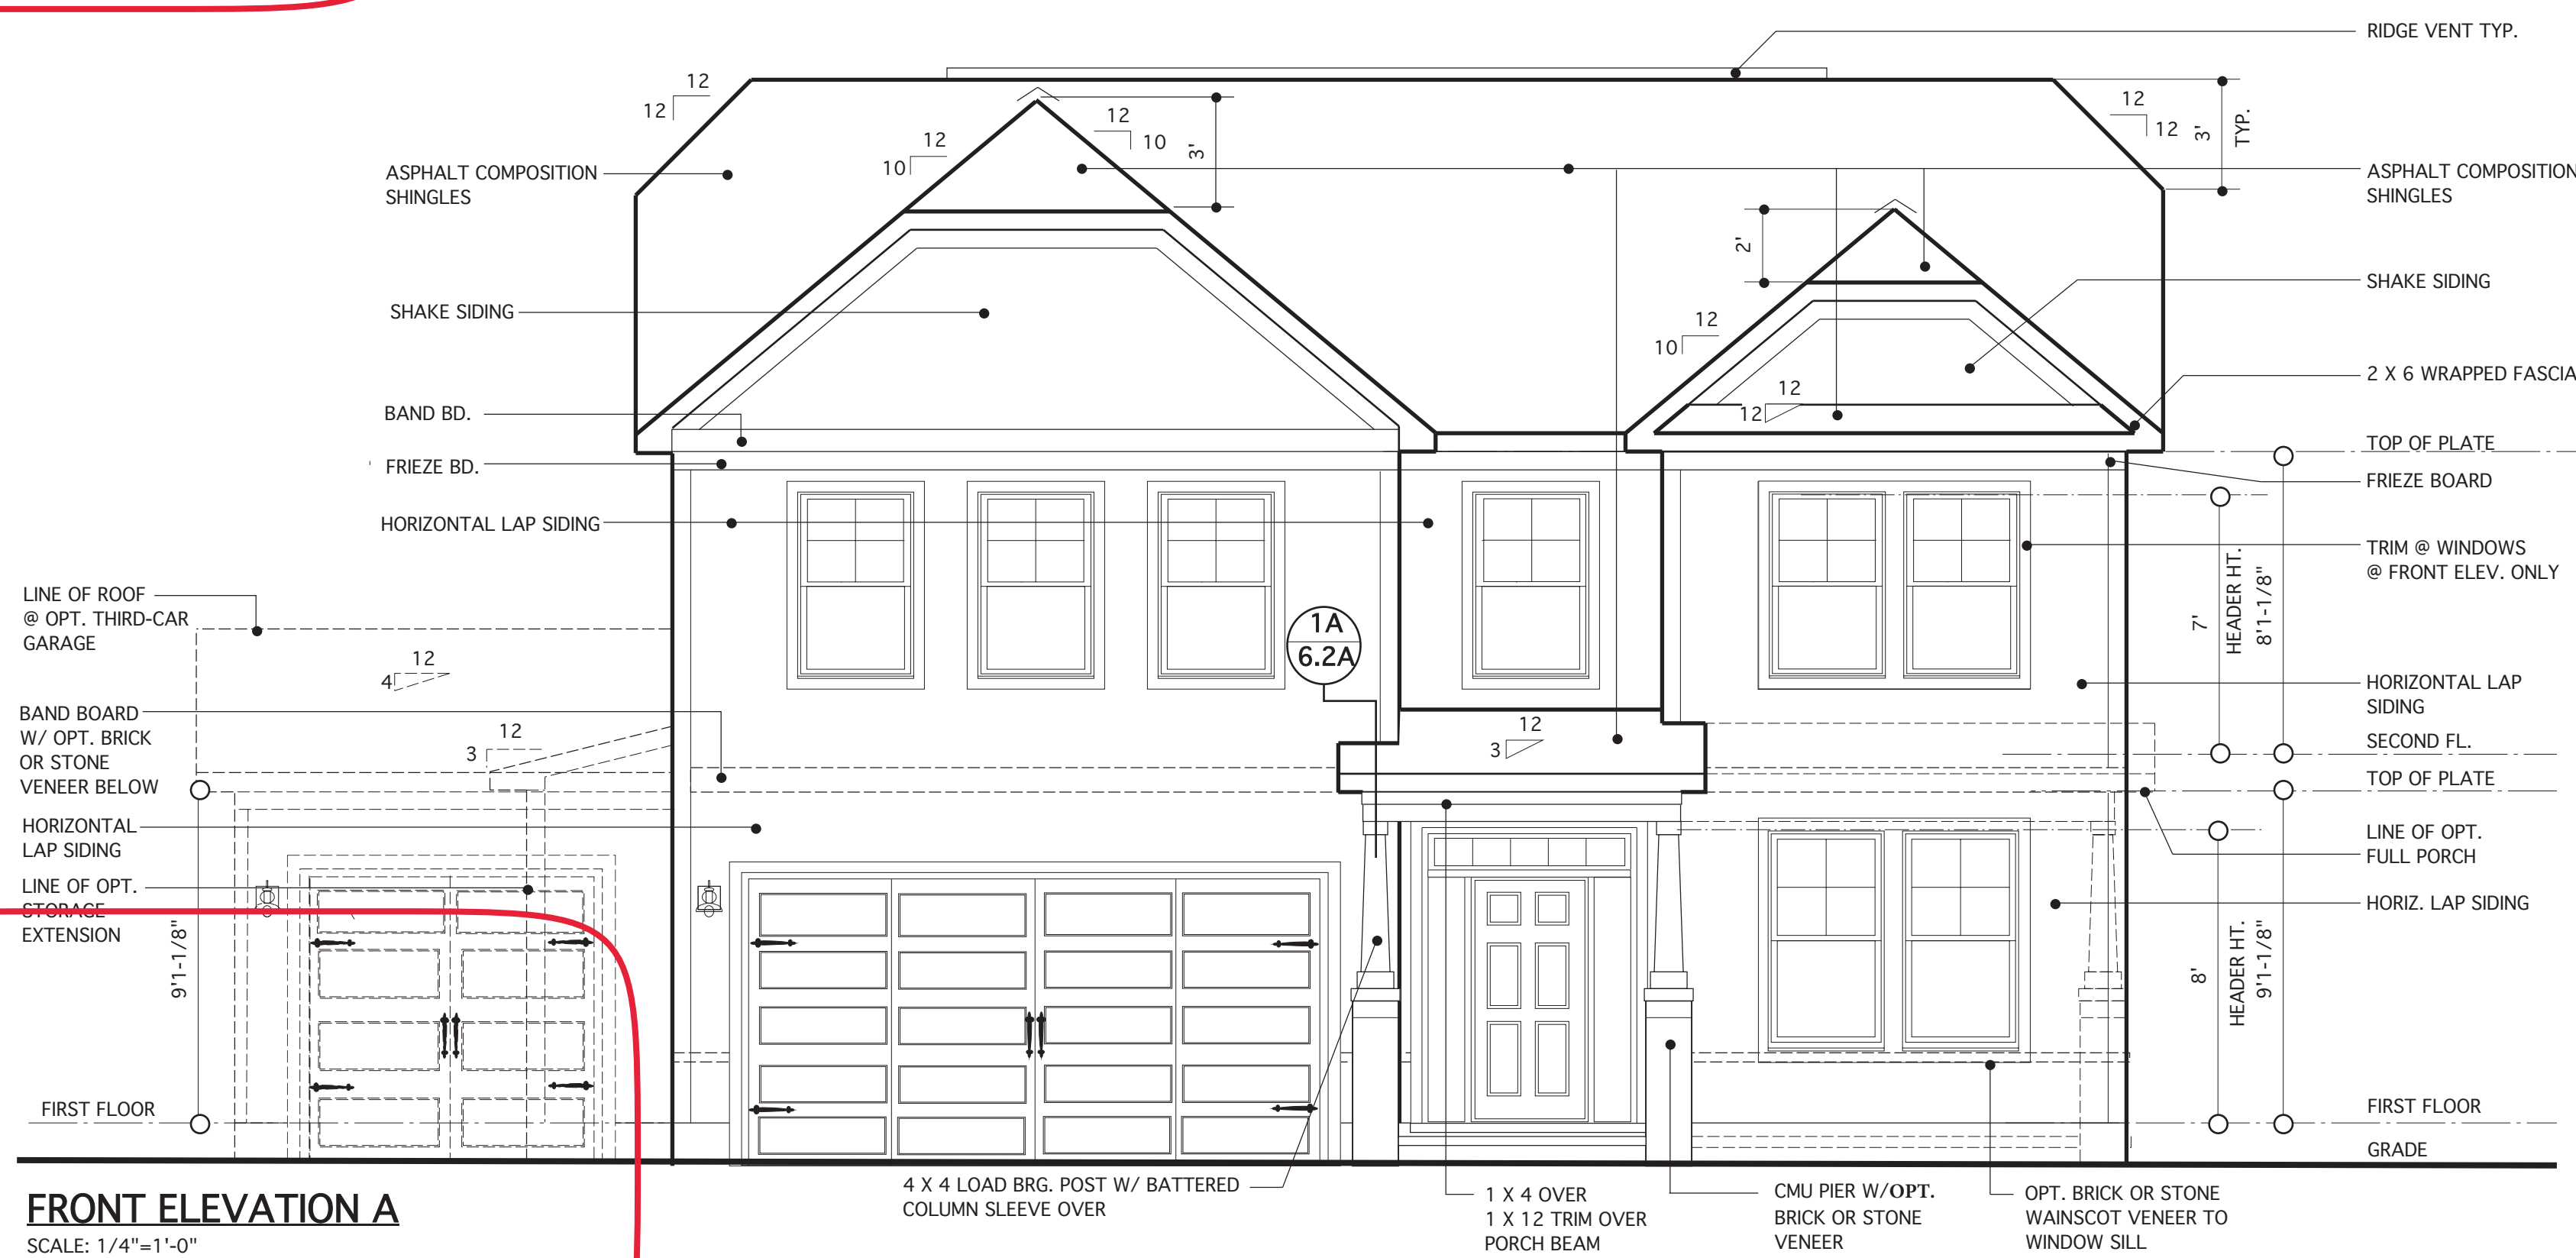 RIDGE VENT TYP.
12
12
12
12
3'
TYP.
12
10
12
10
3'
ASPHALT COMPOSITION
SHINGLES
ASPHALT COMPOSITION
SHINGLES
2'
SHAKE SIDING
SHAKE SIDING
12
10
12
12
2 X 6 WRAPPED FASCIA
BAND BD.
TOP OF PLATE
FRIEZE BD.
FRIEZE BOARD
HORIZONTAL LAP SIDING
TRIM @ WINDOWS
@ FRONT ELEV. ONLY
7'
HEADER HT.
8'1-1/8"
LINE OF ROOF
@ OPT. THIRD-CAR
GARAGE
1A
6.2A
12
4
HORIZONTAL LAP
SIDING
BAND BOARD
W/ OPT. BRICK
OR STONE
VENEER BELOW
12
3
12
3
SECOND FL.
TOP OF PLATE
HORIZONTAL
LAP SIDING
LINE OF OPT.
FULL PORCH
LINE OF OPT.
STORAGE
EXTENSION
HORIZ. LAP SIDING
9'1-1/8"
8'
HEADER HT.
9'1-1/8"
FIRST FLOOR
FIRST FLOOR
GRADE
4 X 4 LOAD BRG. POST W/ BATTERED
COLUMN SLEEVE OVER
1 X 4 OVER
1 X 12 TRIM OVER
PORCH BEAM
CMU PIER W/OPT.
BRICK OR STONE
VENEER
OPT. BRICK OR STONE
WAINSCOT VENEER TO
WINDOW SILL
FRONT ELEVATION A
SCALE: 1/4"=1'-0"